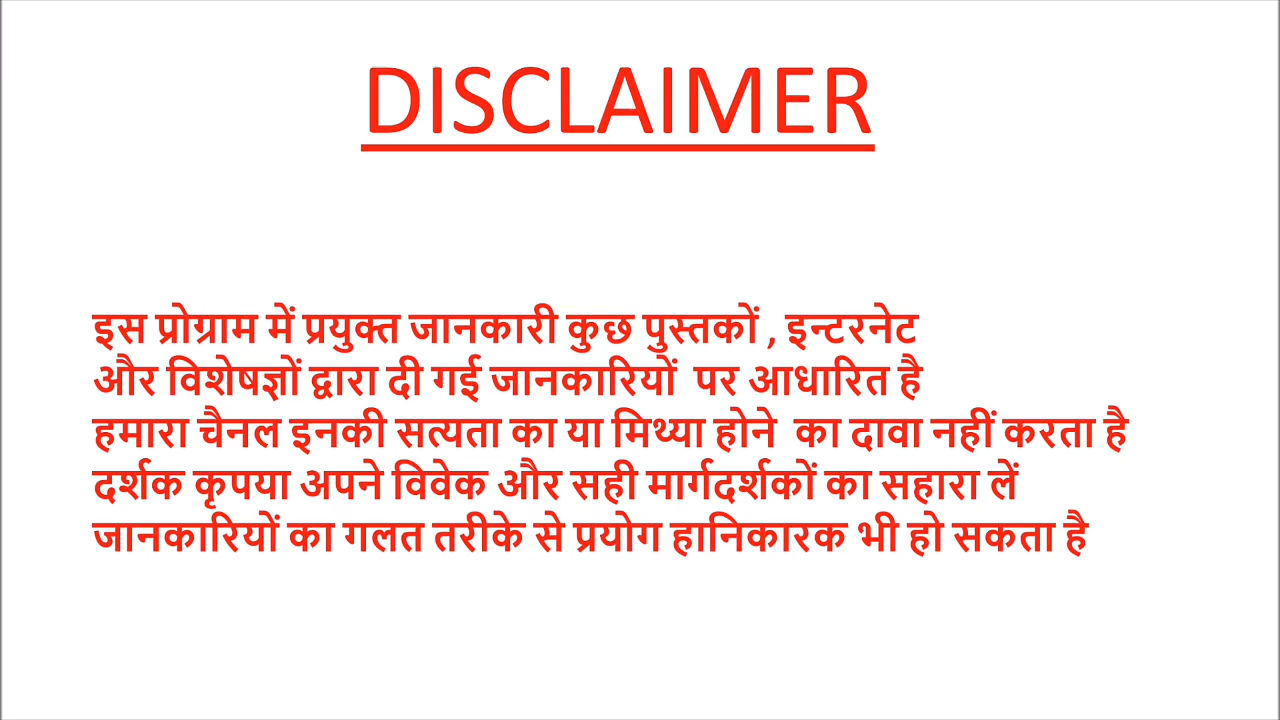 DISCLAIMER
इस प्रोग्राम में प्रयुक्त जानकारी कुछ पुस्तकों , इन्टरनेट
और विशेषज्ञों द्वारा दी गई जानकारियों पर आधारित है
हमारा चैनल इनकी सत्यता का या मिथ्या होने का दावा नहीं करता है
दर्शक कृपया अपने विवेक और सही मार्गदर्शकों का सहारा लें
जानकारियों का गलत तरीके से प्रयोग हानिकारक भी हो सकता है